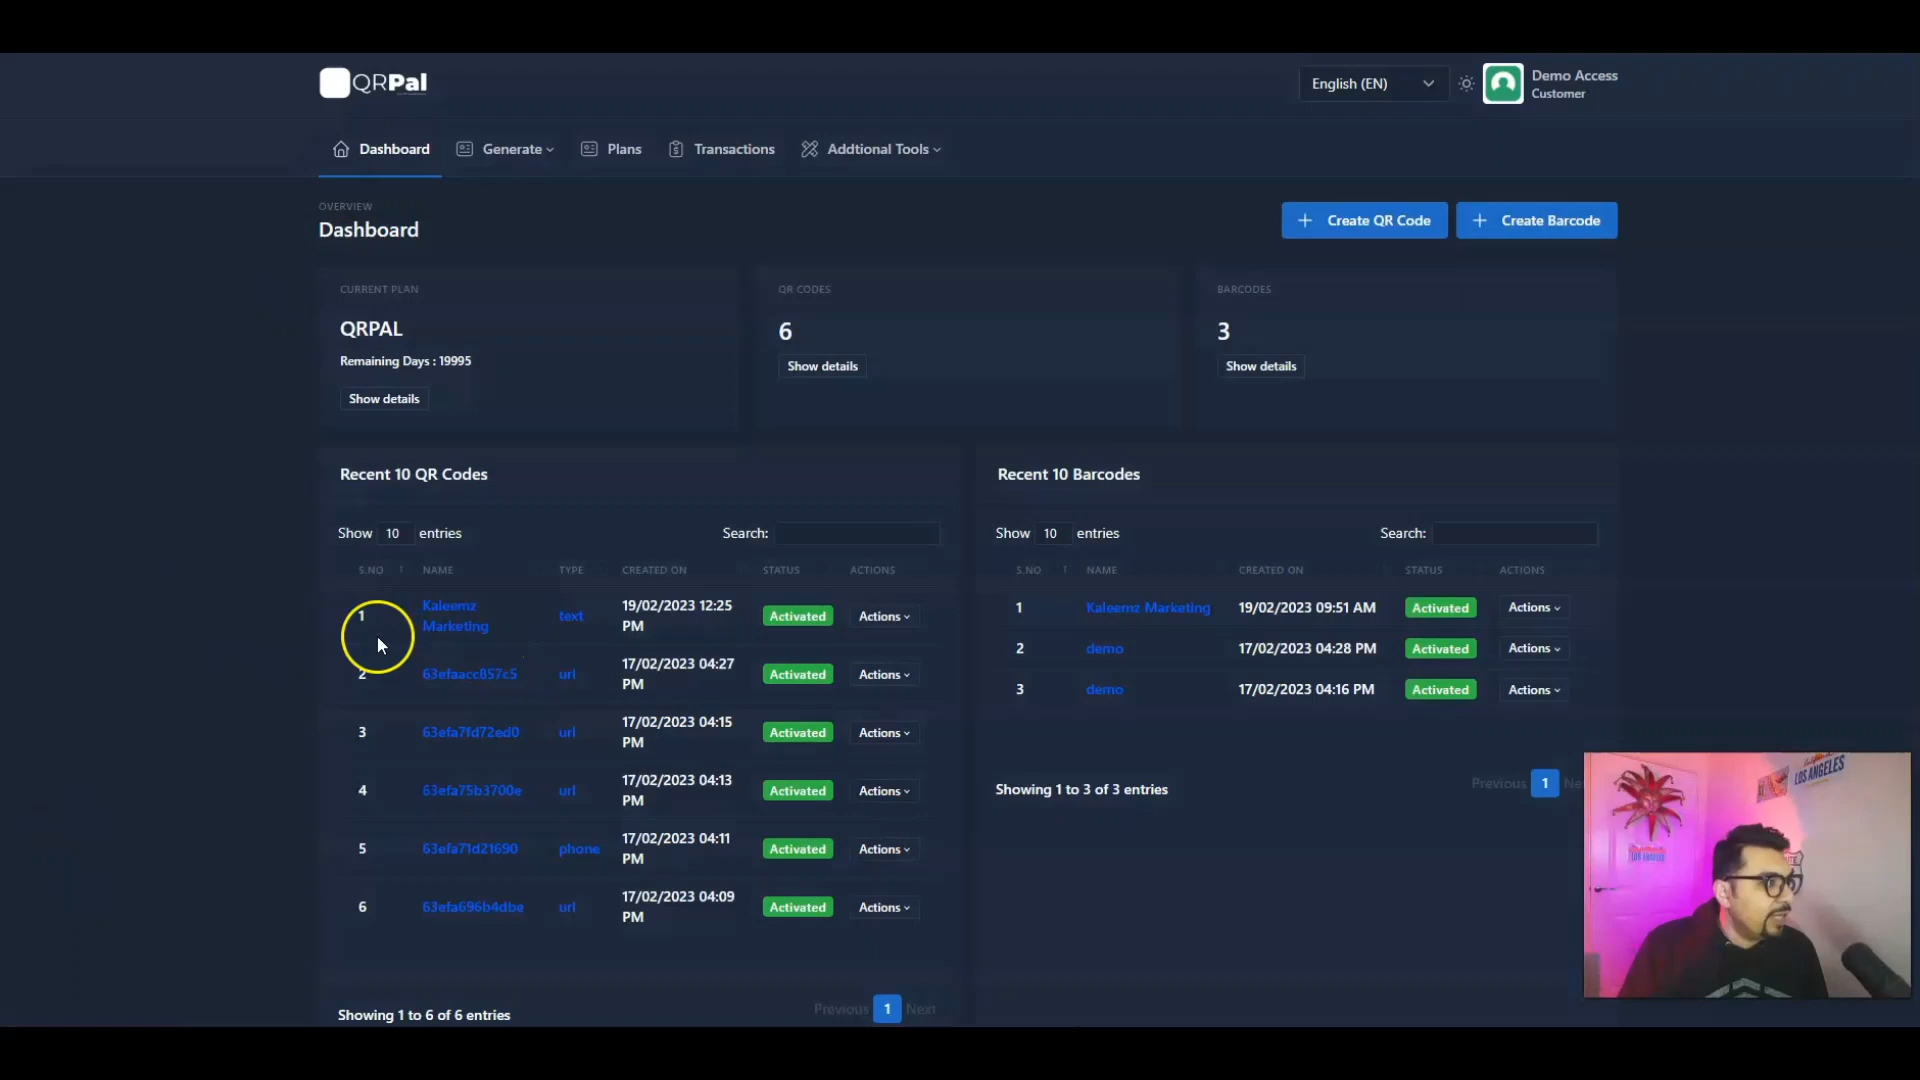 QRPal
English (EN)
Demo Access
Customer
Dashboard
Generate
Plans
Transactions
Addtional Tools
OVERVIEW
Dashboard
Create QR Code
Create Barcode
CURRENT PLAN
QRPAL
Remaining Days : 19995
Show details
QR CODES
6
Show details
BARCODES
3
Show details
Recent 10 QR Codes
Show 10 entries
Search:
S.NO NAME TYPE CREATED ON STATUS ACTIONS
1 Kaleemz Marketing text 19/02/2023 12:25 PM Activated Actions
2 63efaacc857c5 url 17/02/2023 04:27 PM Activated Actions
3 63efa7fd72ed0 url 17/02/2023 04:15 PM Activated Actions
4 63efa75b3700e url 17/02/2023 04:13 PM Activated Actions
5 63efa71d21690 phone 17/02/2023 04:11 PM Activated Actions
6 63efa696b4dbe url 17/02/2023 04:09 PM Activated Actions
Showing 1 to 6 of 6 entries
Previous 1 Next
Recent 10 Barcodes
Show 10 entries
Search:
S.NO NAME CREATED ON STATUS ACTIONS
1 Kaleemz Marketing 19/02/2023 09:51 AM Activated Actions
2 demo 17/02/2023 04:28 PM Activated Actions
3 demo 17/02/2023 04:16 PM Activated Actions
Showing 1 to 3 of 3 entries
Previous 1 Ne
LOS ANGELES
LOS ANGELES